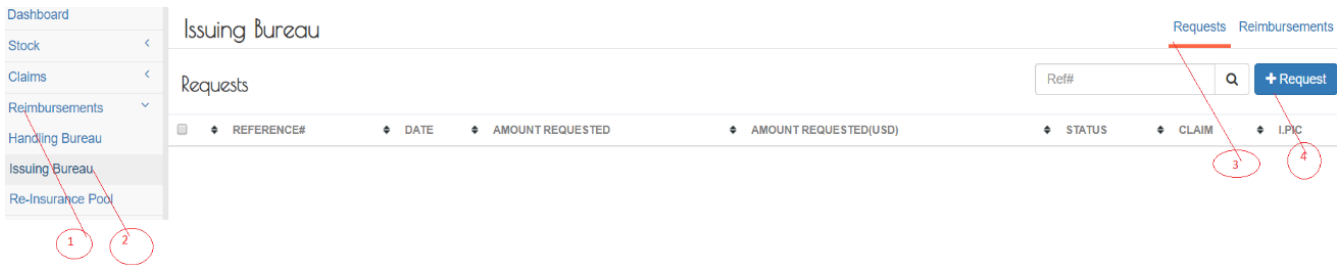 Dashboard
Stock
Claims
Reimbursements
Handling Bureau
Issuing Bureau
Re-Insurance Pool
Issuing Bureau
Requests Reimbursements
Requests
Ref#
+ Request
REFERENCE# DATE AMOUNT REQUESTED AMOUNT REQUESTED(USD) STATUS CLAIM I.PIC
1
2
3
4